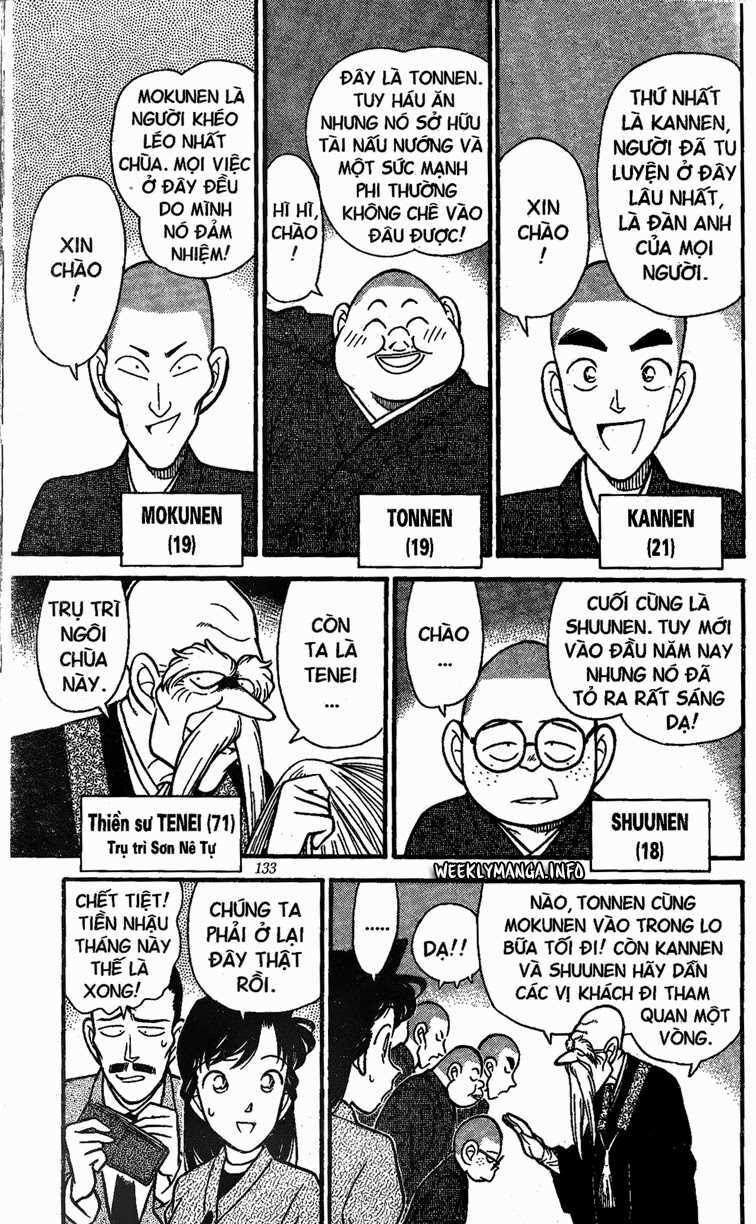 THỨ NHẤT
LÀ KANNEN,
NGƯỜI ĐÃ TU
LUYỆN Ở ĐÂY
LÂU NHẤT,
LÀ ĐÀN ANH
CỦA MỌI
NGƯỜI.
XIN
CHÀO
!
KANNEN
(21)
ĐÂY LÀ TONNEN.
TUY HÁU ĂN
NHƯNG NÓ SỞ HỮU
TÀI NẤU NƯỚNG VÀ
MỘT SỨC MẠNH
PHI THƯỜNG
KHÔNG CHÊ VÀO
ĐÂU ĐƯỢC!
HÌ HÌ,
CHÀO!
TONNEN
(19)
MOKUNEN LÀ
NGƯỜI KHÉO
LÉO NHẤT
CHÙA. MỌI VIỆC
Ở ĐÂY ĐỀU
DO MÌNH
NÓ ĐẢM
NHIỆM!
XIN
CHÀO
!
MOKUNEN
(19)
CUỐI CÙNG LÀ
SHUUNEN. TUY MỚI
VÀO ĐẦU NĂM NAY
NHƯNG NÓ ĐÃ
TỎ RA RẤT SÁNG
DẠ!
CHÀO
...
SHUUNEN
(18)
CÒN
TA LÀ
TENEI
...
TRỤ TRÌ
NGÔI
CHÙA
NÀY.
Thiền sư TENEI (71)
Trụ trì Sơn Nê Tự
133
WEEKLYMANGA.INFO
NÀO, TONNEN CÙNG
MOKUNEN VÀO TRONG LO
BỮA TỐI ĐI! CÒN KANNEN
VÀ SHUUNEN HÃY DẪN
CÁC VỊ KHÁCH ĐI THAM
QUAN MỘT
VÒNG.
DẠ!!
.....
CHÚNG TA
PHẢI Ở LẠI
ĐÂY THẬT
RỒI.
CHẾT TIỆT!
TIỀN NHẬU
THÁNG NÀY
THẾ LÀ
XONG!